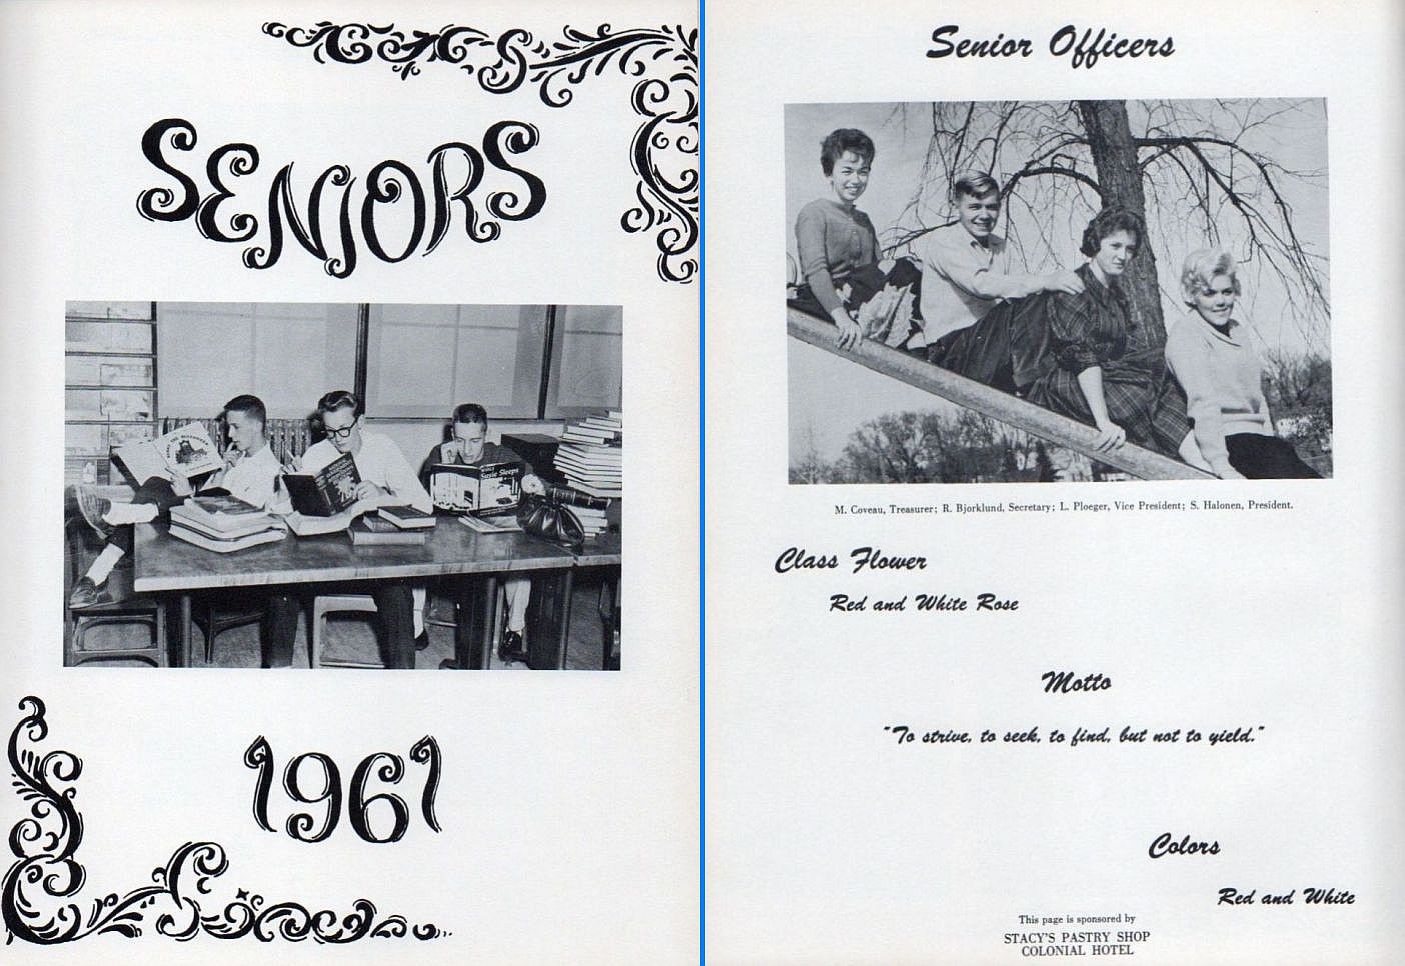 SENIORS
Susie Sleeps
1961
Senior Officers
M. Coveau, Treasurer; R. Bjorklund, Secretary; L. Ploeger, Vice President; S. Halonen, President.
Class Flower
Red and White Rose
Motto
"To strive, to seek, to find, but not to yield."
Colors
Red and White
This page is sponsored by
STACY'S PASTRY SHOP
COLONIAL HOTEL